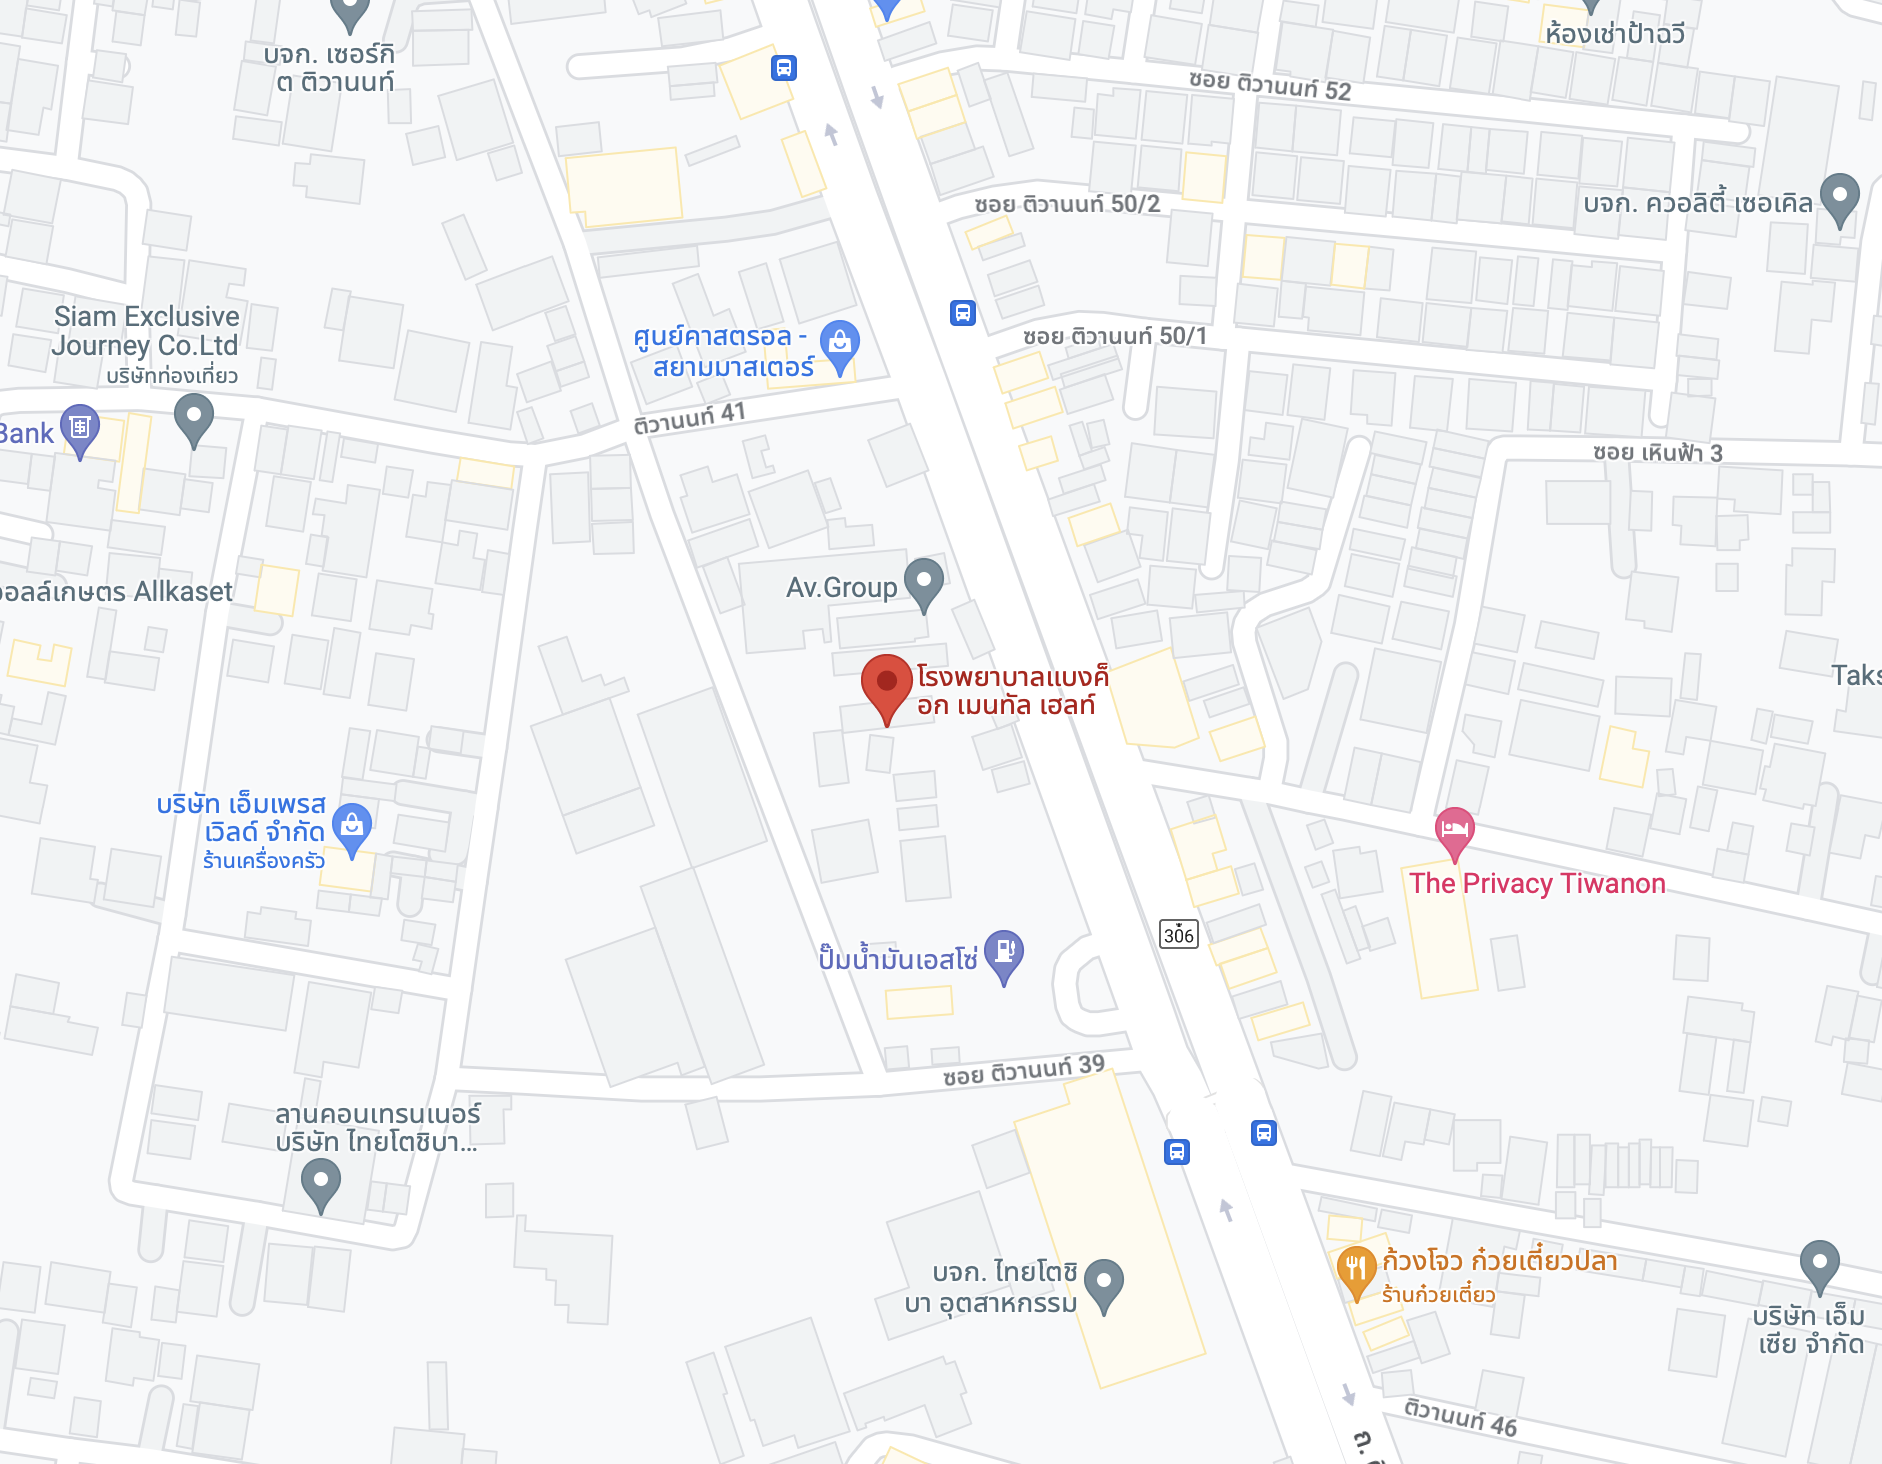 บจก. เซอร์กิ
ต ติวานนท์
ห้องเช่าป้าฉวี
ซอย ติวานนท์ 52
ซอย ติวานนท์ 50/2
บจก. ควอลิตี้ เซอเคิล
Siam Exclusive
Journey Co.Ltd
บริษัทท่องเที่ยว
ศูนย์คาสตรอล -
สยามมาสเตอร์
ซอย ติวานนท์ 50/1
ติวานนท์ 41
Bank
ซอย เหินฟ้า 3
ออลล์เกษตร Allkaset
Av.Group
โรงพยาบาลแบงค็
อก เมนทัล เฮลท์
Taks
บริษัท เอ็มเพรส
เวิลด์ จำกัด
ร้านเครื่องครัว
The Privacy Tiwanon
306
ปั๊มน้ำมันเอสโซ่
ซอย ติวานนท์ 39
ลานคอนเทรนเนอร์
บริษัท ไทยโตชิบา...
บจก. ไทยโตชิ
บา อุตสาหกรรม
ก้วงโจว ก๋วยเตี๋ยวปลา
ร้านก๋วยเตี๋ยว
บริษัท เอ็ม
เซีย จำกัด
ติวานนท์ 46
ถ.